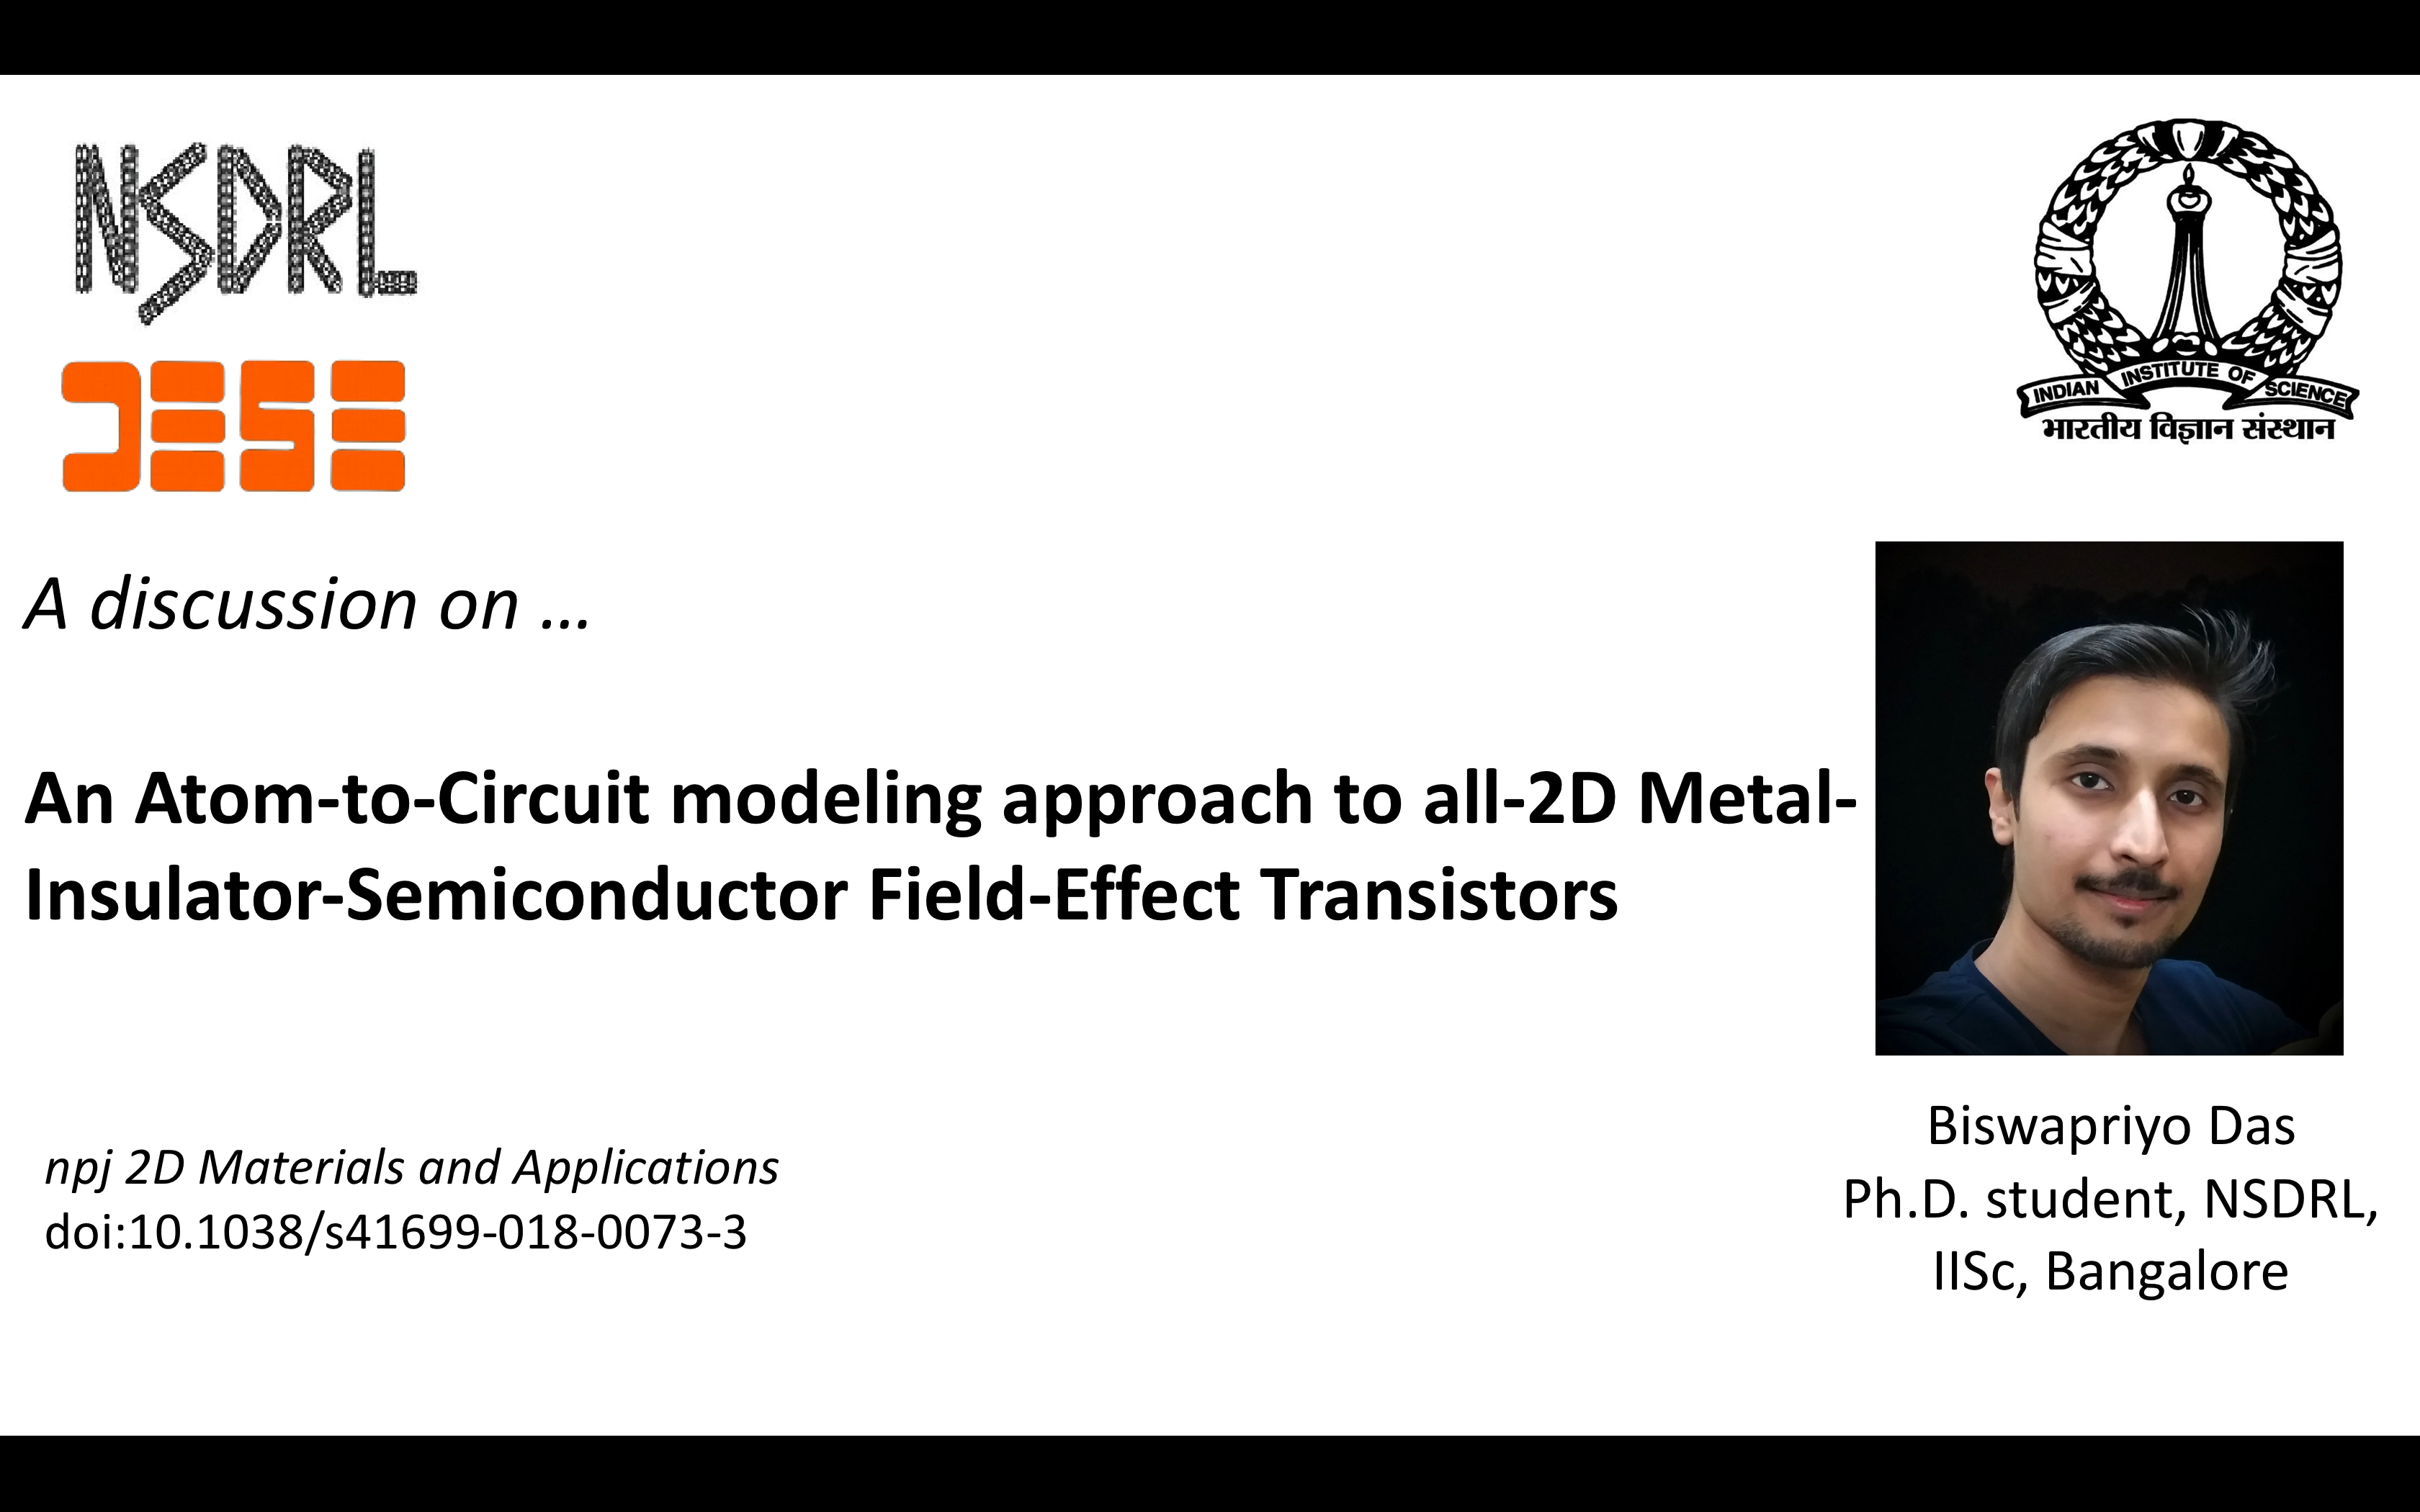 NSDRL
DESE
INDIAN INSTITUTE OF SCIENCE
भारतीय विज्ञान संस्थान
A discussion on ...
An Atom-to-Circuit modeling approach to all-2D Metal-
Insulator-Semiconductor Field-Effect Transistors
npj 2D Materials and Applications
doi:10.1038/s41699-018-0073-3
Biswapriyo Das
Ph.D. student, NSDRL,
IISc, Bangalore